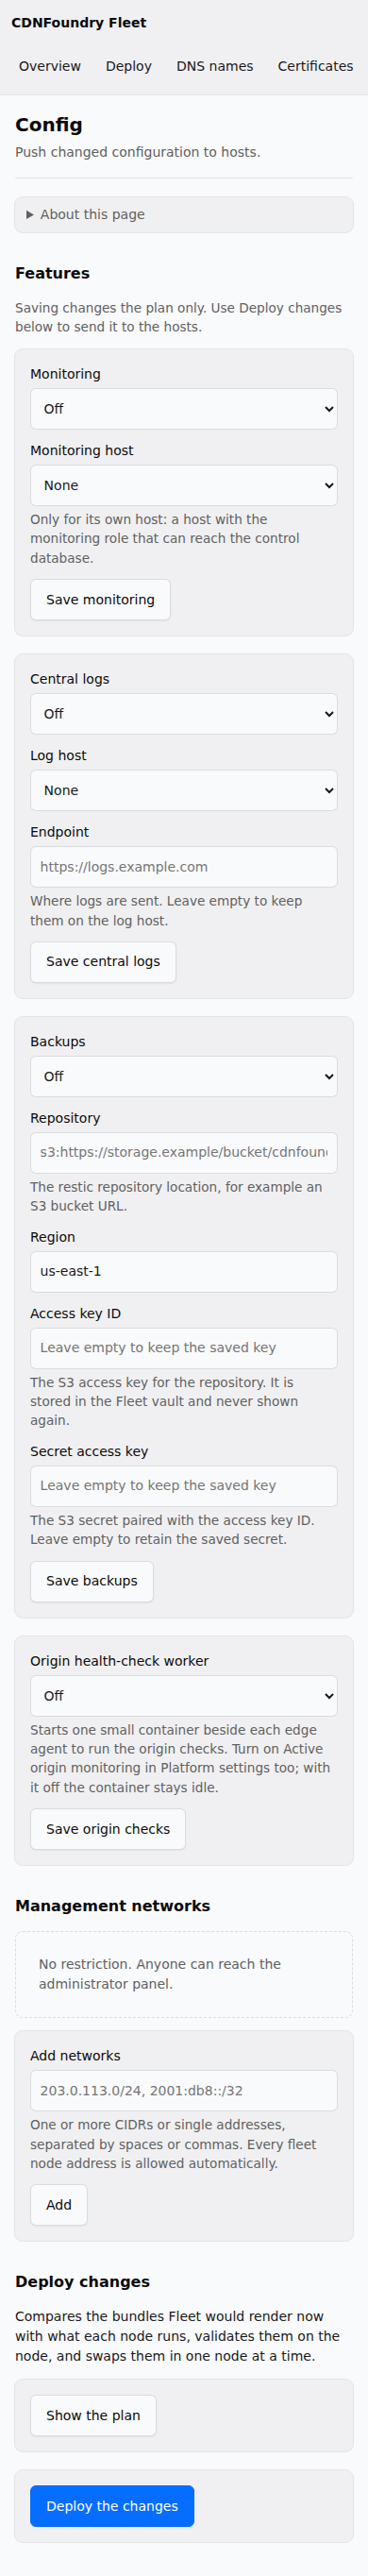 CDNFoundry Fleet
Overview Deploy DNS names Certificates
Config
Push changed configuration to hosts.
About this page
Features
Saving changes the plan only. Use Deploy changes
below to send it to the hosts.
Monitoring
Off
Monitoring host
None
Only for its own host: a host with the
monitoring role that can reach the control
database.
Save monitoring
Central logs
Off
Log host
None
Endpoint
https://logs.example.com
Where logs are sent. Leave empty to keep
them on the log host.
Save central logs
Backups
Off
Repository
s3:https://storage.example/bucket/cdnfoun
The restic repository location, for example an
S3 bucket URL.
Region
us-east-1
Access key ID
Leave empty to keep the saved key
The S3 access key for the repository. It is
stored in the Fleet vault and never shown
again.
Secret access key
Leave empty to keep the saved key
The S3 secret paired with the access key ID.
Leave empty to retain the saved secret.
Save backups
Origin health-check worker
Off
Starts one small container beside each edge
agent to run the origin checks. Turn on Active
origin monitoring in Platform settings too; with
it off the container stays idle.
Save origin checks
Management networks
No restriction. Anyone can reach the
administrator panel.
Add networks
203.0.113.0/24, 2001:db8::/32
One or more CIDRs or single addresses,
separated by spaces or commas. Every fleet
node address is allowed automatically.
Add
Deploy changes
Compares the bundles Fleet would render now
with what each node runs, validates them on the
node, and swaps them in one node at a time.
Show the plan
Deploy the changes